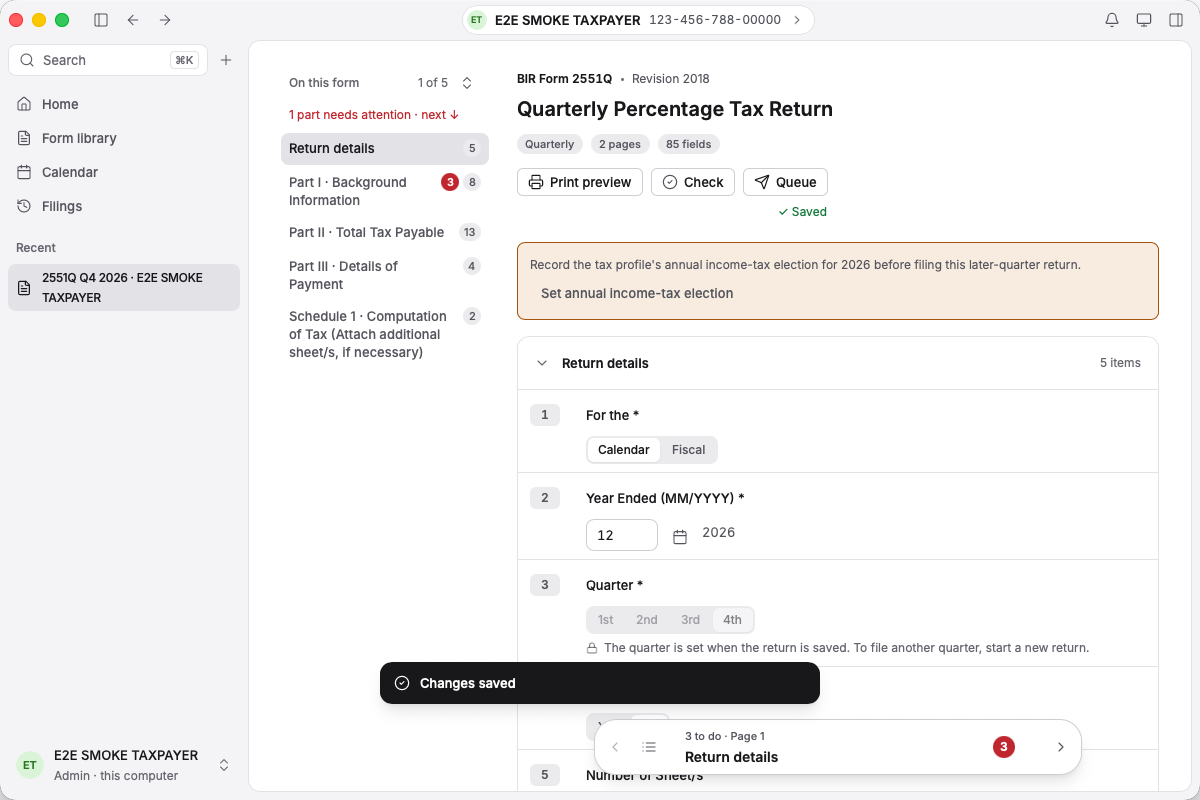 ET E2E SMOKE TAXPAYER 123-456-788-00000
Search ⌘K
Home
Form library
Calendar
Filings
Recent
2551Q Q4 2026 · E2E SMOKE
TAXPAYER
ET E2E SMOKE TAXPAYER
Admin · this computer
On this form 1 of 5
1 part needs attention · next ↓
Return details 5
Part I · Background
Information 3 8
Part II · Total Tax Payable 13
Part III · Details of
Payment 4
Schedule 1 · Computation
of Tax (Attach additional
sheet/s, if necessary) 2
BIR Form 2551Q • Revision 2018
Quarterly Percentage Tax Return
Quarterly 2 pages 85 fields
Print preview Check Queue
✓ Saved
Record the tax profile's annual income-tax election for 2026 before filing this later-quarter return.
Set annual income-tax election
Return details 5 items
1 For the *
Calendar Fiscal
2 Year Ended (MM/YYYY) *
12 2026
3 Quarter *
1st 2nd 3rd 4th
The quarter is set when the return is saved. To file another quarter, start a new return.
Changes saved
3 to do · Page 1
Return details 3
5 Number of Sheet/s